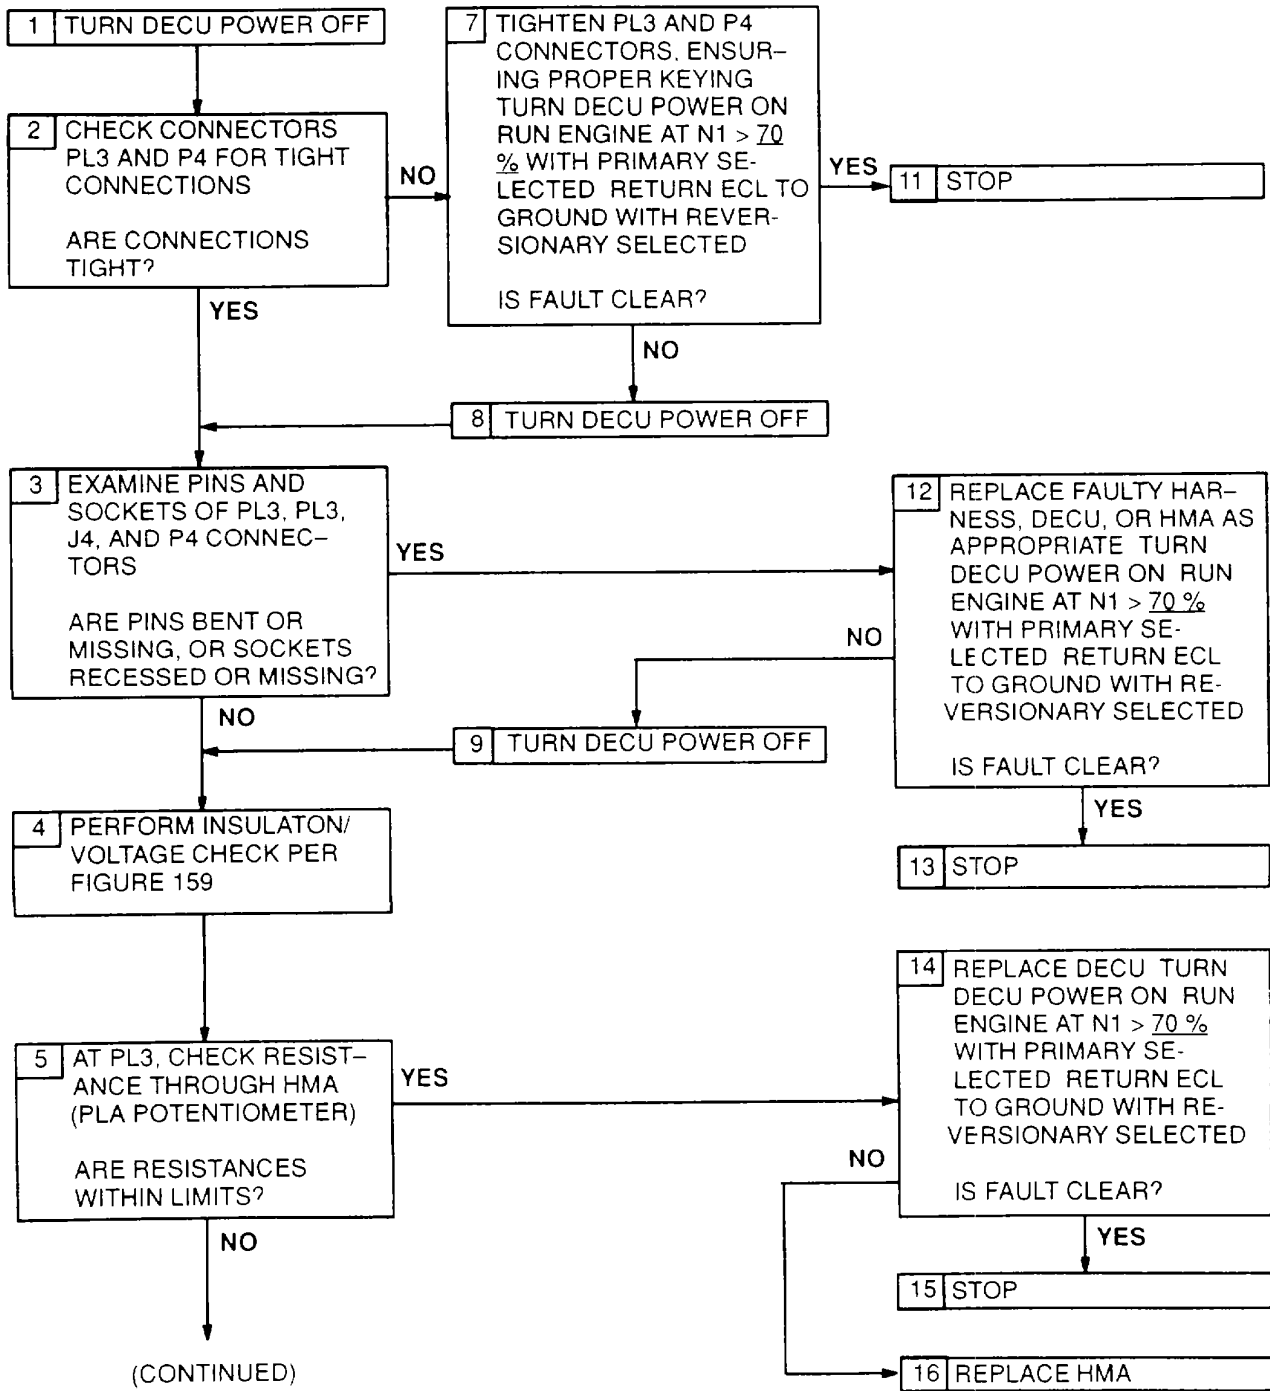 1 TURN DECU POWER OFF
2 CHECK CONNECTORS
PL3 AND P4 FOR TIGHT
CONNECTIONS
ARE CONNECTIONS
TIGHT?
NO
YES
7 TIGHTEN PL3 AND P4
CONNECTORS, ENSUR–
ING PROPER KEYING
TURN DECU POWER ON
RUN ENGINE AT N1 > 70
% WITH PRIMARY SE-
LECTED RETURN ECL TO
GROUND WITH REVER-
SIONARY SELECTED
IS FAULT CLEAR?
YES
11 STOP
NO
8 TURN DECU POWER OFF
3 EXAMINE PINS AND
SOCKETS OF PL3, PL3,
J4, AND P4 CONNEC–
TORS
ARE PINS BENT OR
MISSING, OR SOCKETS
RECESSED OR MISSING?
YES
NO
12 REPLACE FAULTY HAR–
NESS, DECU, OR HMA AS
APPROPRIATE TURN
DECU POWER ON RUN
ENGINE AT N1 > 70 %
WITH PRIMARY SE-
LECTED RETURN ECL
TO GROUND WITH RE-
VERSIONARY SELECTED
IS FAULT CLEAR?
NO
9 TURN DECU POWER OFF
YES
13 STOP
4 PERFORM INSULATON/
VOLTAGE CHECK PER
FIGURE 159
5 AT PL3, CHECK RESIST–
ANCE THROUGH HMA
(PLA POTENTIOMETER)
ARE RESISTANCES
WITHIN LIMITS?
YES
NO
(CONTINUED)
14 REPLACE DECU TURN
DECU POWER ON RUN
ENGINE AT N1 > 70 %
WITH PRIMARY SE-
LECTED RETURN ECL
TO GROUND WITH RE-
VERSIONARY SELECTED
IS FAULT CLEAR?
NO
YES
15 STOP
16 REPLACE HMA